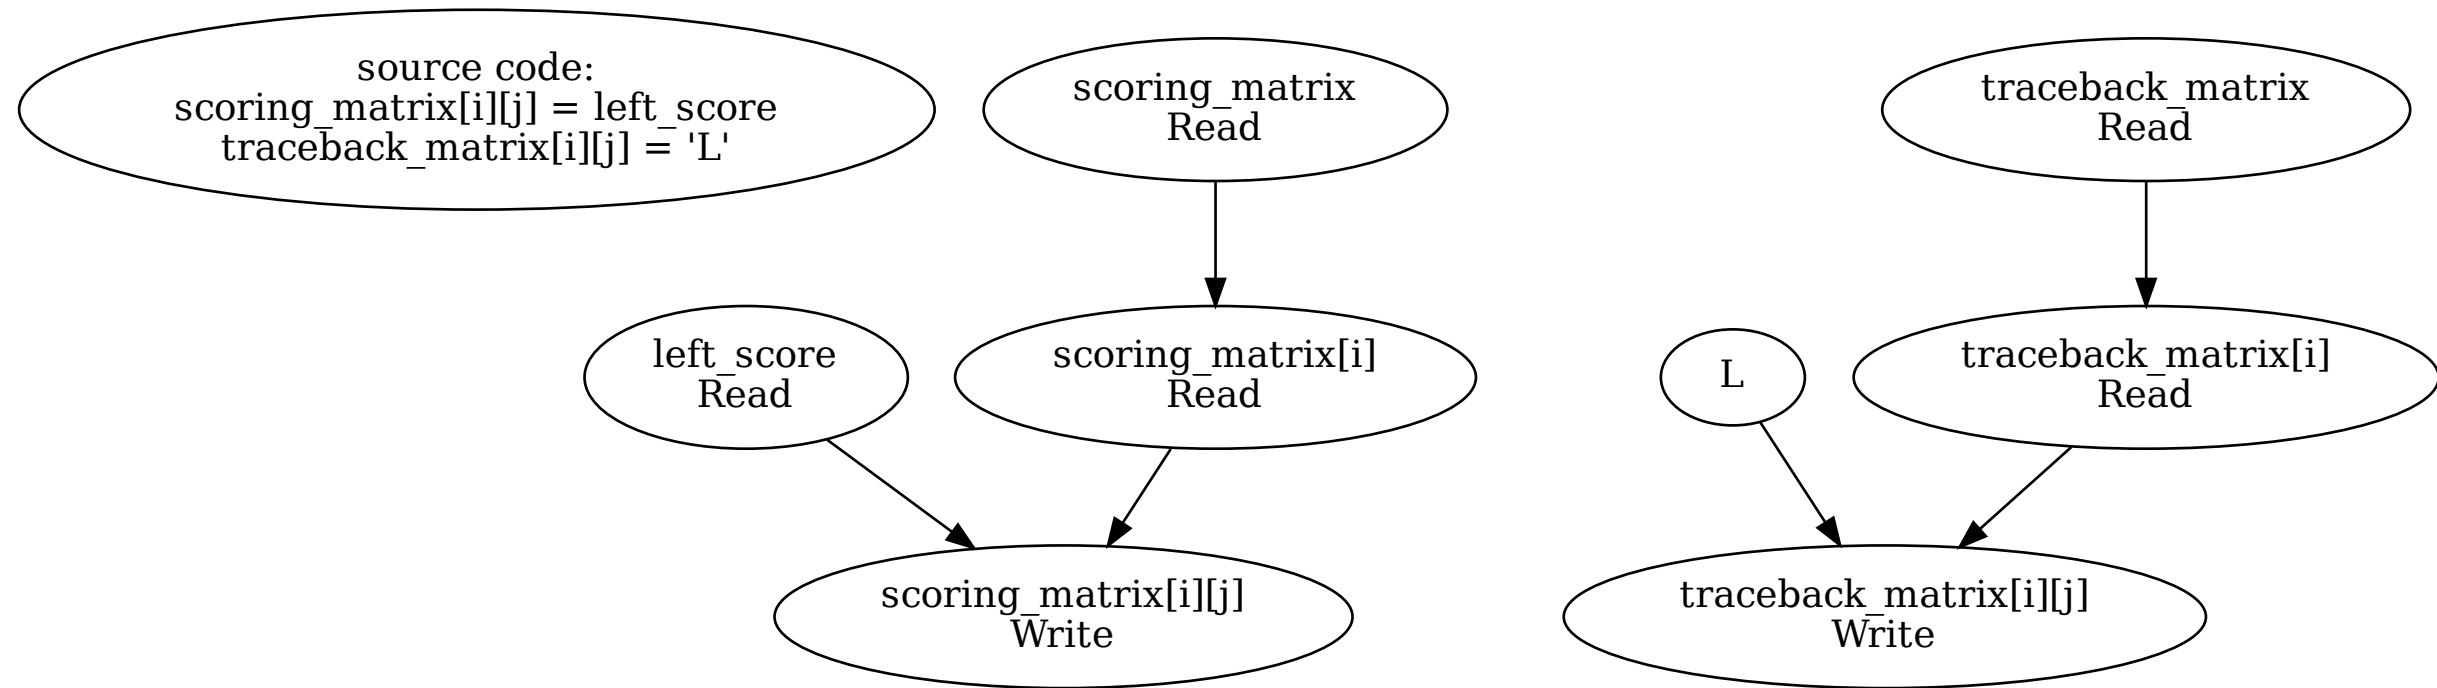 source code:
scoring_matrix[i][j] = left_score
traceback_matrix[i][j] = 'L'
scoring_matrix
Read
traceback_matrix
Read
left_score
Read
scoring_matrix[i]
Read
L
traceback_matrix[i]
Read
scoring_matrix[i][j]
Write
traceback_matrix[i][j]
Write